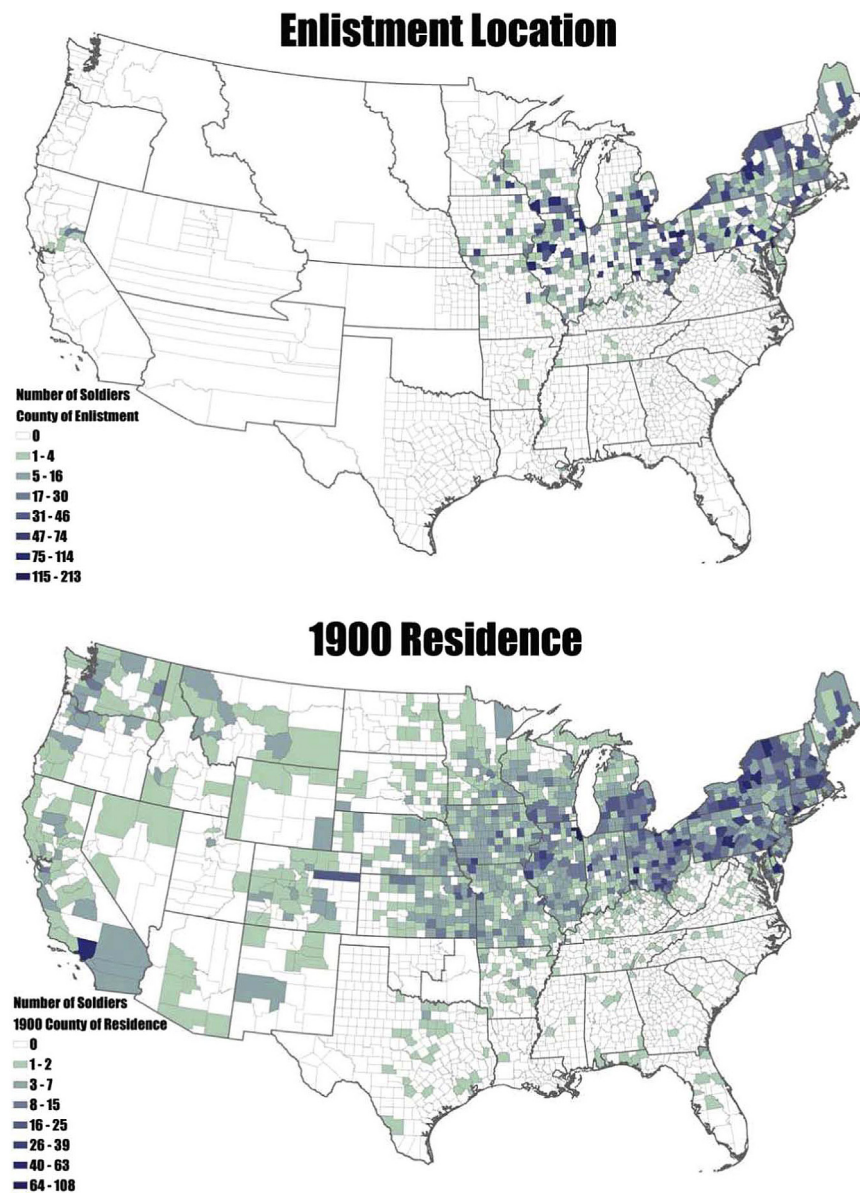 Enlistment Location
Number of Soldiers
County of Enlistment
0
1 - 4
5 - 16
17 - 30
31 - 46
47 - 74
75 - 114
115 - 213
1900 Residence
Number of Soldiers
1900 County of Residence
0
1 - 2
3 - 7
8 - 15
16 - 25
26 - 39
40 - 63
64 - 108